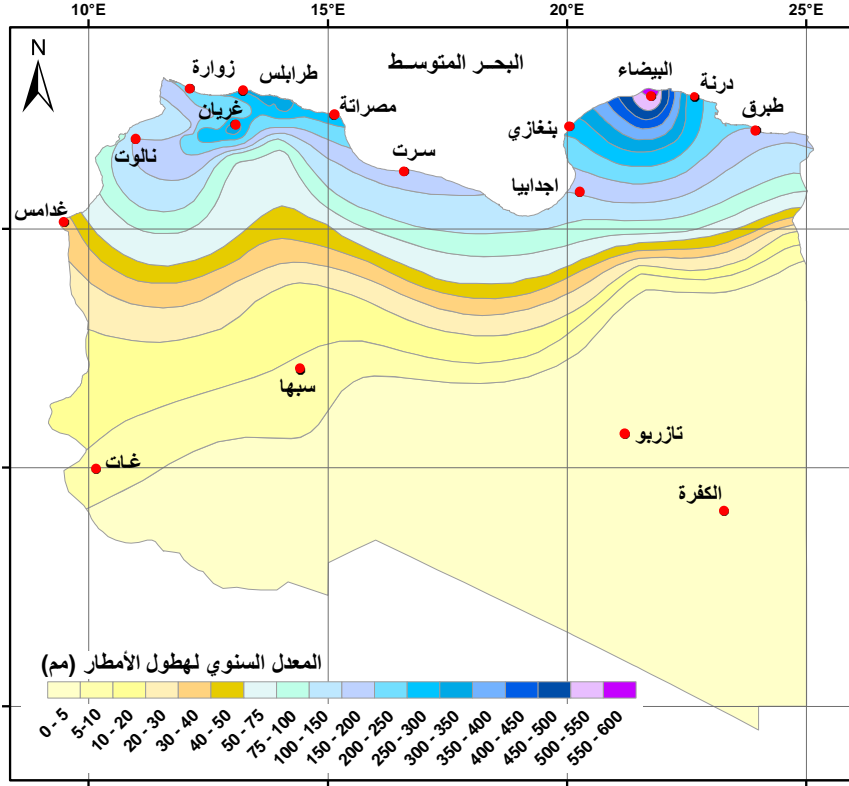 10°E 15°E 20°E 25°E
N
البحر المتوسط
زوارة
طرابلس
غريان
مصراتة
نالوت
سرت
غدامس
البيضاء
درنة
طبرق
بنغازي
اجدابيا
سبها
غات
تازربو
الكفرة
المعدل السنوي لهطول الأمطار (مم)
0 - 5
5-10
10 - 20
20 - 30
30 - 40
40 - 50
50 - 75
75 - 100
100 - 150
150 - 200
200 - 250
250 - 300
300 - 350
350 - 400
400 - 450
450 - 500
500 - 550
550 - 600